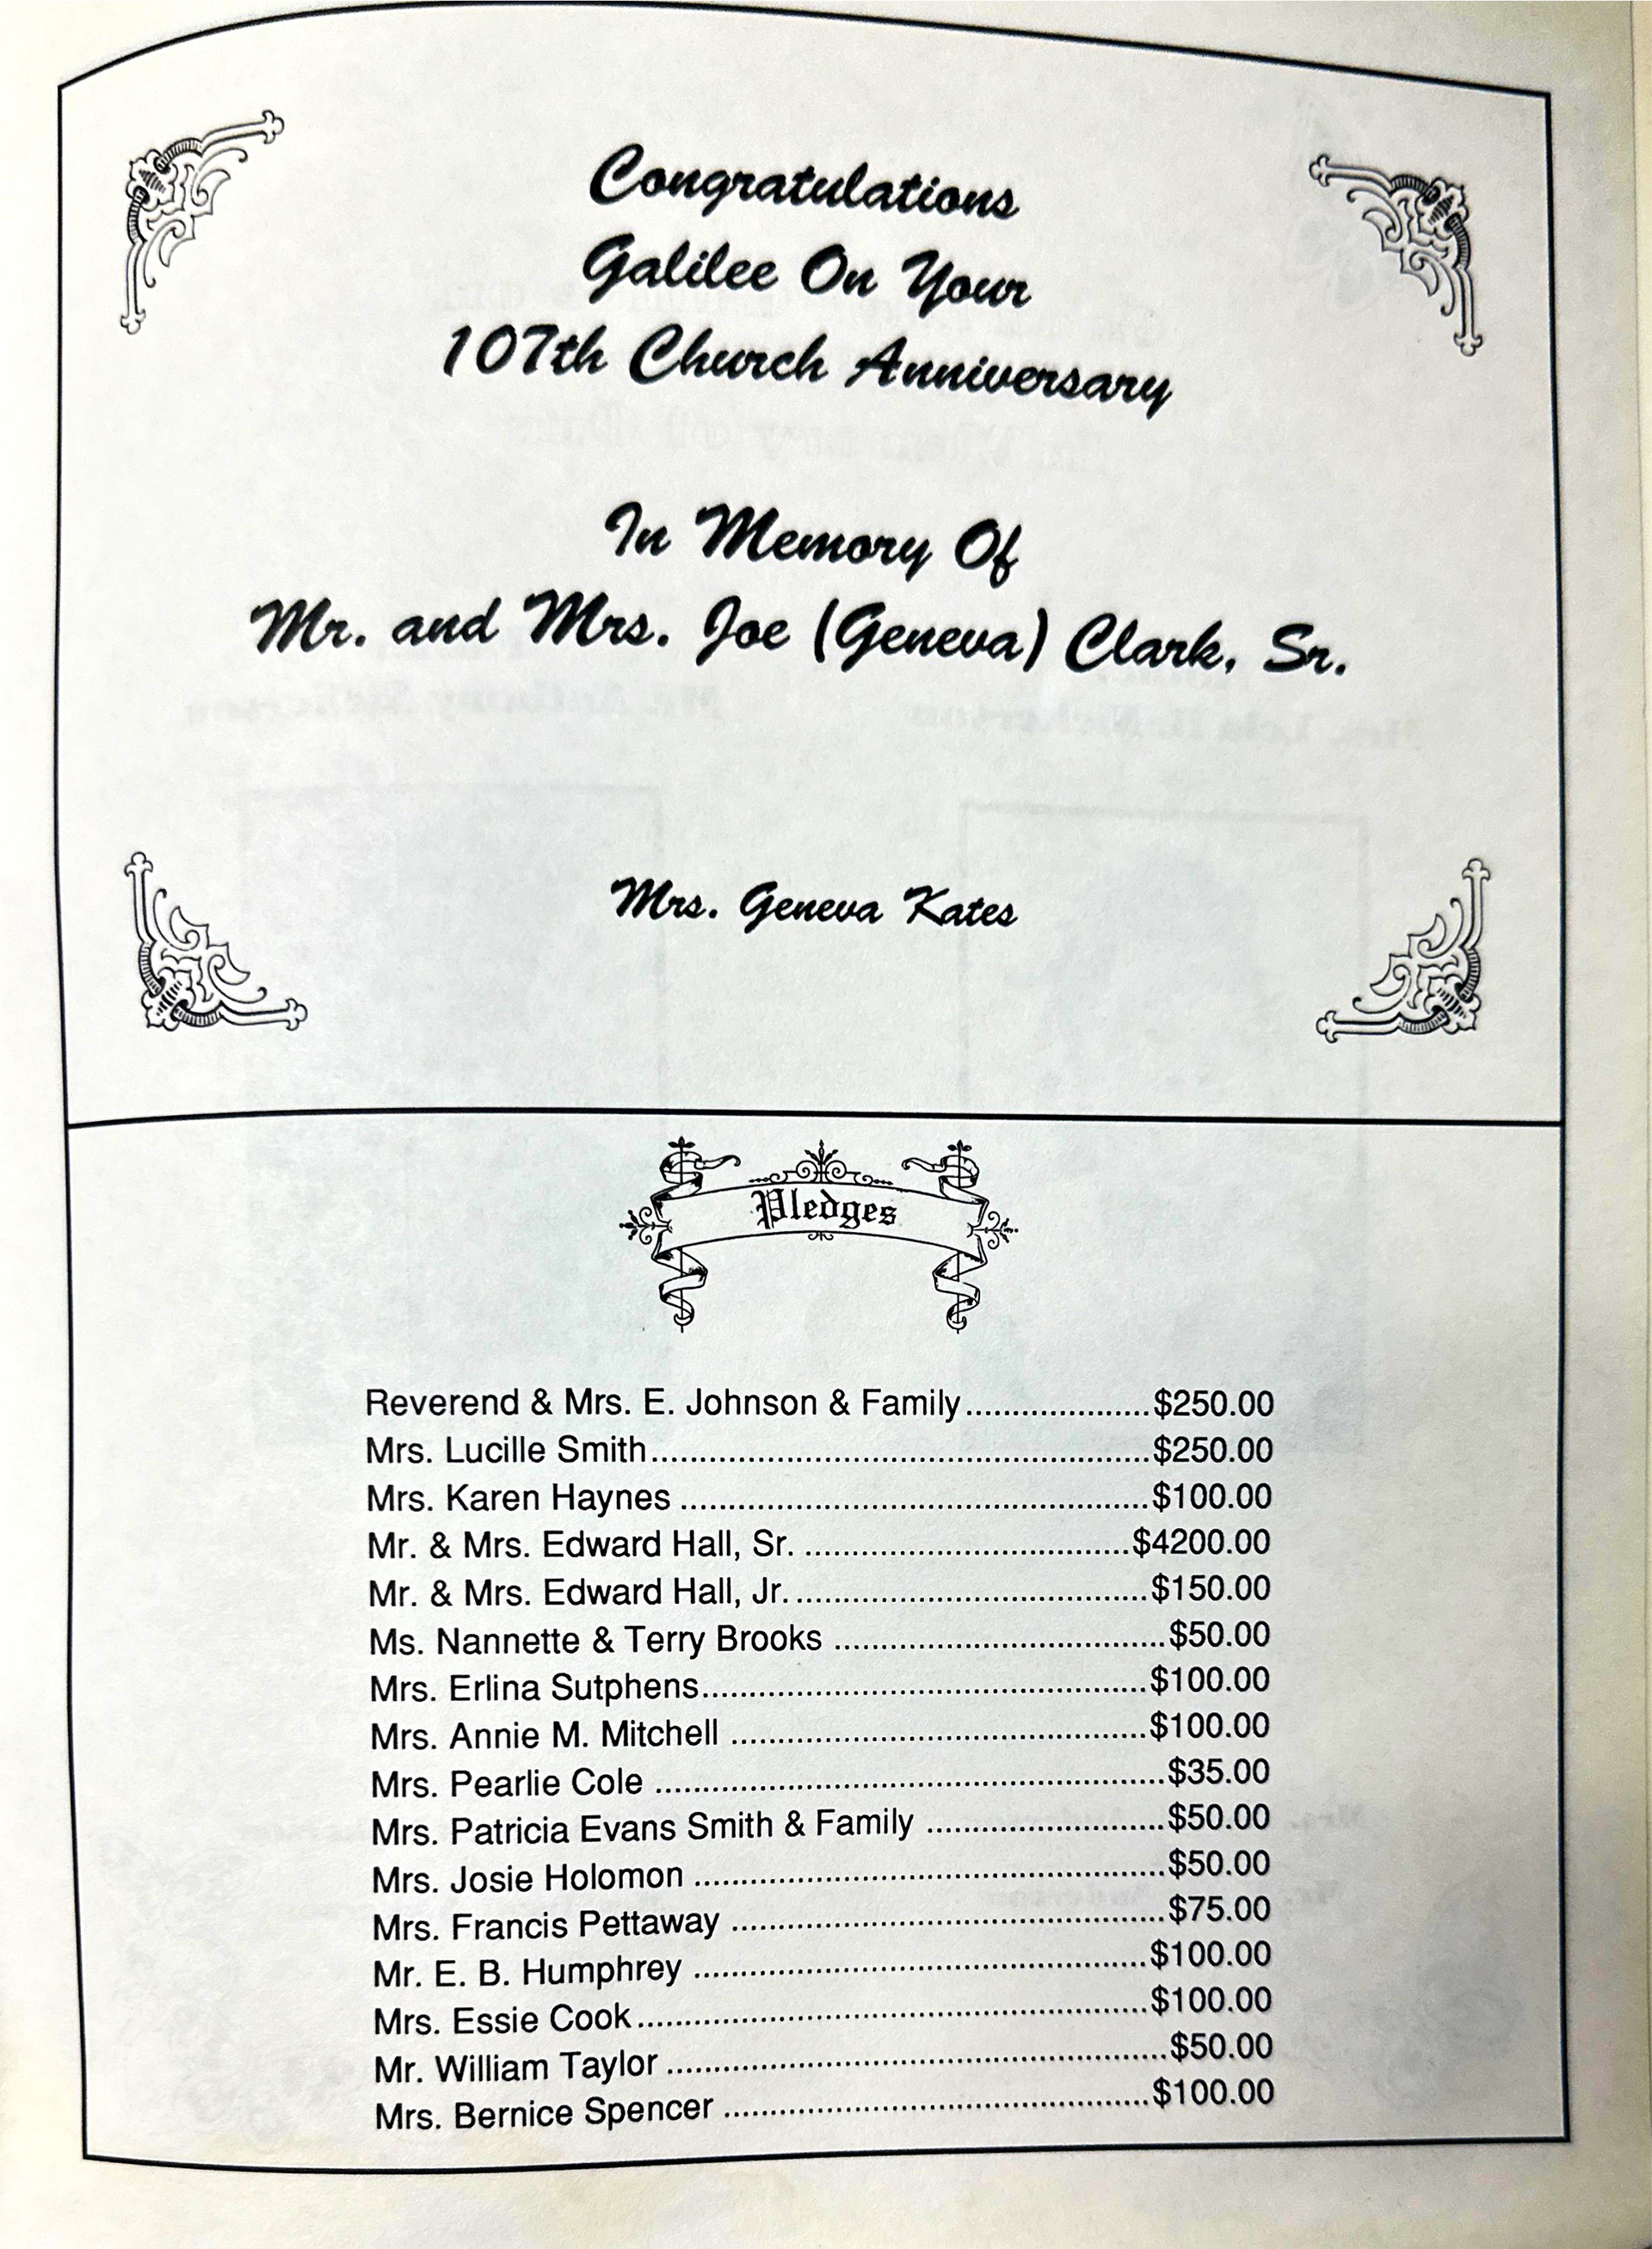 Congratulations
Galilee On Your
107th Church Anniversary
In Memory Of
Mr. and Mrs. Joe (Geneva) Clark, Sr.
Mrs. Geneva Kates
Pledges
Reverend & Mrs. E. Johnson & Family....................$250.00
Mrs. Lucille Smith.....................................................$250.00
Mrs. Karen Haynes ..................................................$100.00
Mr. & Mrs. Edward Hall, Sr. ...................................$4200.00
Mr. & Mrs. Edward Hall, Jr. ......................................$150.00
Ms. Nannette & Terry Brooks ...................................$50.00
Mrs. Erlina Sutphens................................................$100.00
Mrs. Annie M. Mitchell ............................................$100.00
Mrs. Pearlie Cole ......................................................$35.00
Mrs. Patricia Evans Smith & Family .........................$50.00
Mrs. Josie Holomon ..................................................$50.00
Mrs. Francis Pettaway ..............................................$75.00
Mr. E. B. Humphrey ................................................$100.00
Mrs. Essie Cook......................................................$100.00
Mr. William Taylor .....................................................$50.00
Mrs. Bernice Spencer .............................................$100.00